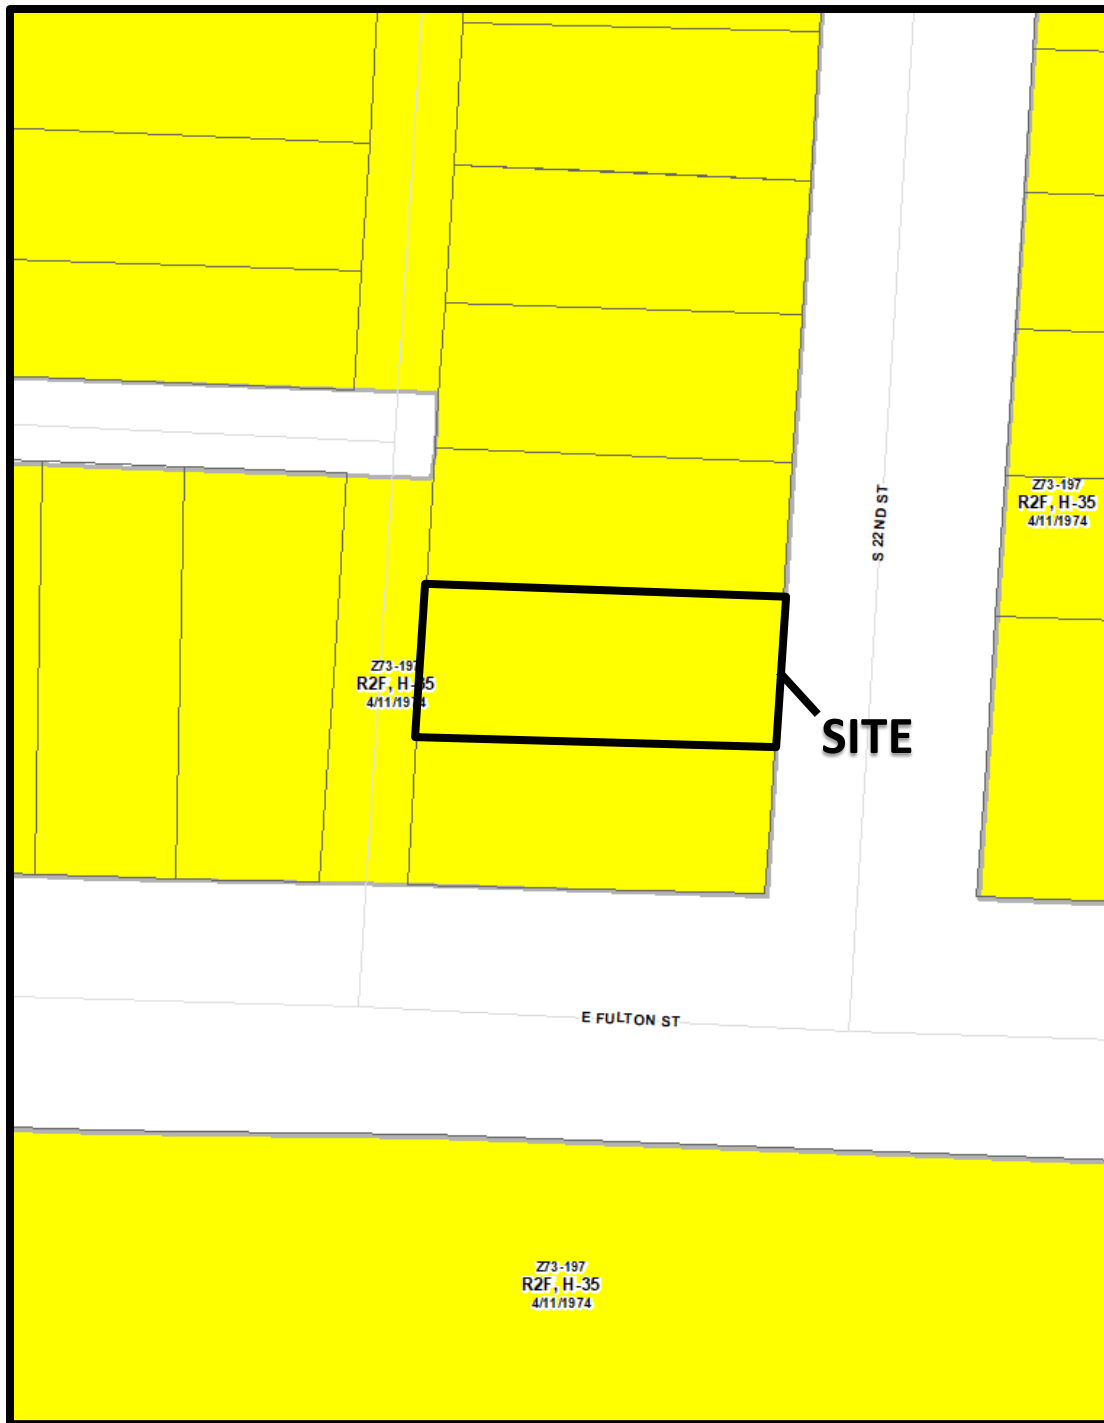 Z73-197
R2F, H-35
4/11/1974
S 22ND ST
Z73-197
R2F, H-35
4/11/1974
SITE
E FULTON ST
Z73-197
R2F, H-35
4/11/1974